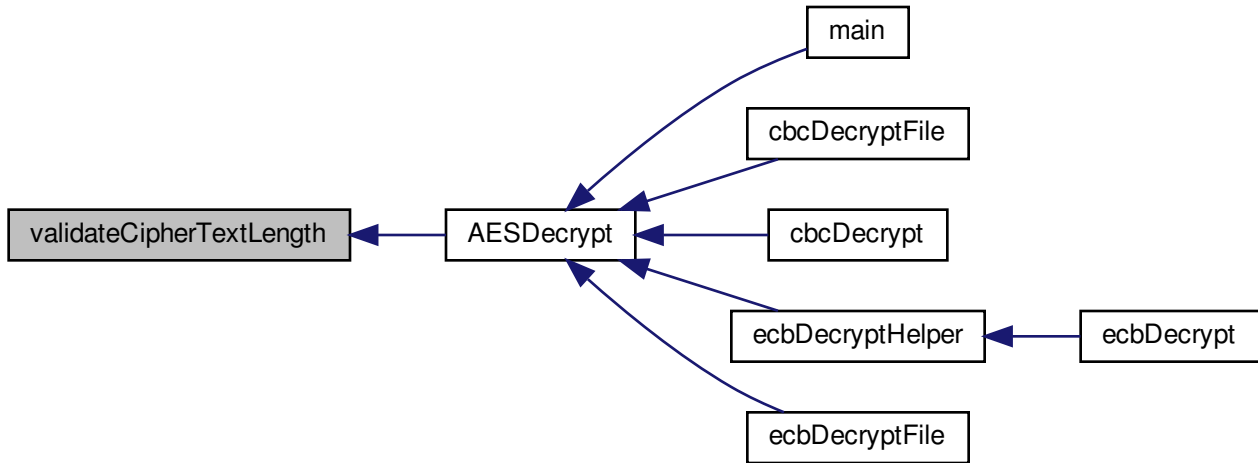 main
cbcDecryptFile
validateCipherTextLength
AESDecrypt
cbcDecrypt
ecbDecryptHelper
ecbDecrypt
ecbDecryptFile